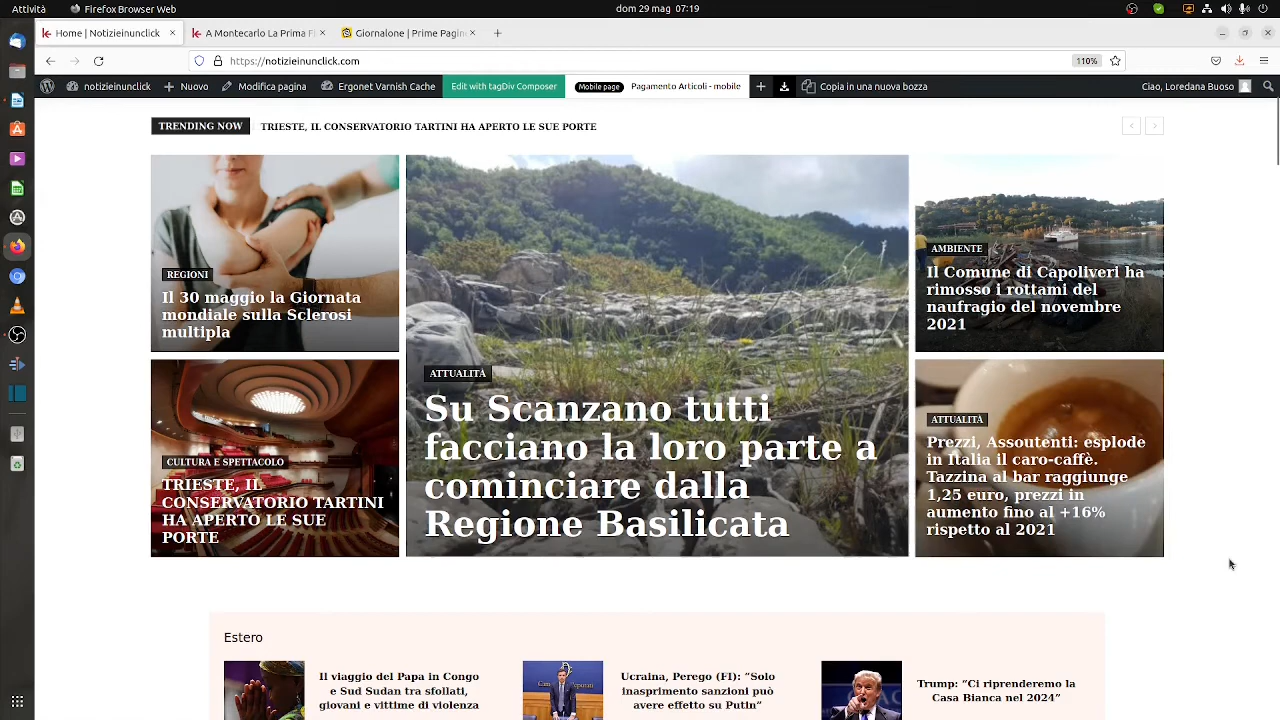 Attività
Firefox Browser Web
dom 29 mag 07:19
Home | Notizieinunclick
A Montecarlo La Prima F
Giornalone | Prime Pagin
https://notizieinunclick.com
110%
notizieinunclick
Nuovo
Modifica pagina
Ergonet Varnish Cache
Edit with tagDiv Composer
Mobile page
Pagamento Articoli - mobile
Copia in una nuova bozza
Ciao, Loredana Buoso
TRENDING NOW
TRIESTE, IL CONSERVATORIO TARTINI HA APERTO LE SUE PORTE
REGIONI
Il 30 maggio la Giornata
mondiale sulla Sclerosi
multipla
CULTURA E SPETTACOLO
TRIESTE, IL
CONSERVATORIO TARTINI
HA APERTO LE SUE
PORTE
ATTUALITÀ
Su Scanzano tutti
facciano la loro parte a
cominciare dalla
Regione Basilicata
AMBIENTE
Il Comune di Capoliveri ha
rimosso i rottami del
naufragio del novembre
2021
ATTUALITÀ
Prezzi, Assoutenti: esplode
in Italia il caro-caffè.
Tazzina al bar raggiunge
1,25 euro, prezzi in
aumento fino al +16%
rispetto al 2021
Estero
Il viaggio del Papa in Congo
e Sud Sudan tra sfollati,
giovani e vittime di violenza
Ucraina, Perego (FI): “Solo
inasprimento sanzioni può
avere effetto su Putin”
Trump: “Ci riprenderemo la
Casa Bianca nel 2024”